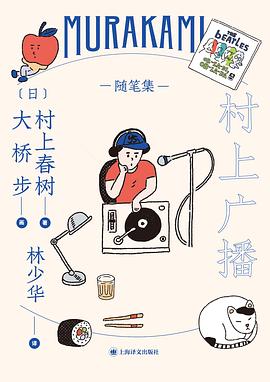 MURAKAMI
THE
beatles
随笔集
村上广播
〔日〕
村上春树 著
大桥步 画
林少华 译
上海译文出版社